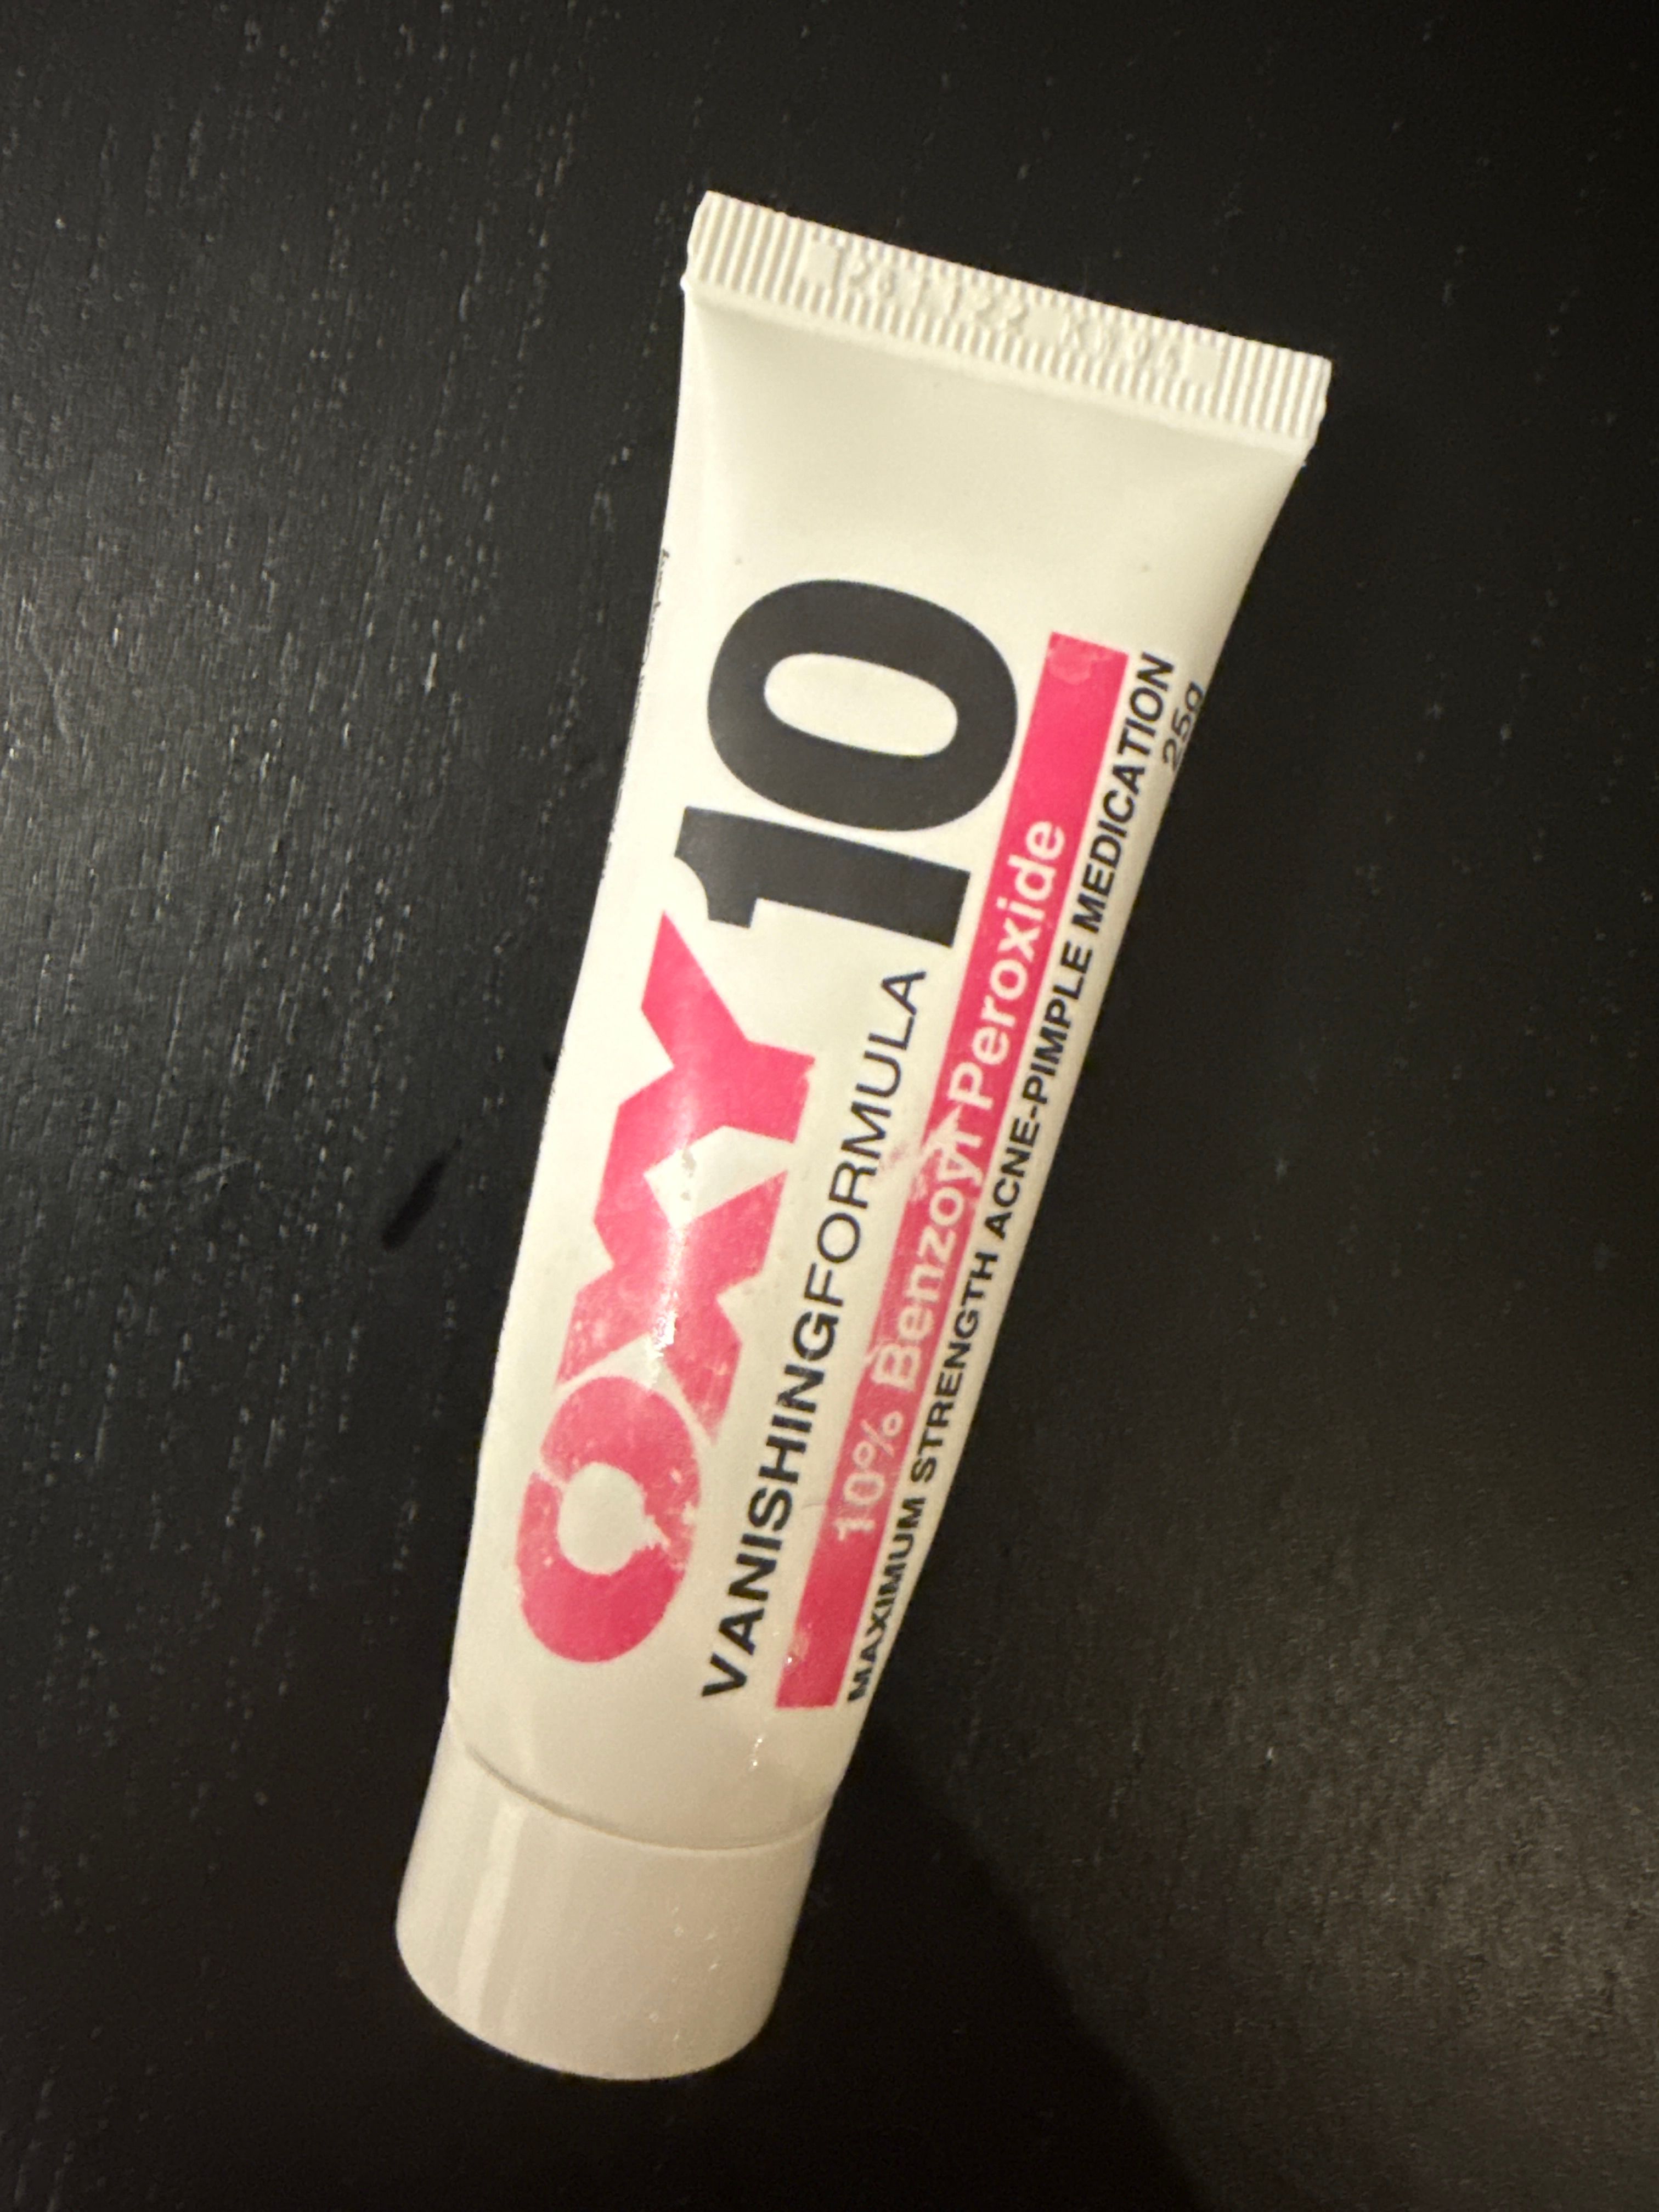 OXY10
VANISHINGFORMULA
10% Benzoyl Peroxide
MAXIMUM STRENGTH ACNE-PIMPLE MEDICATION
25g